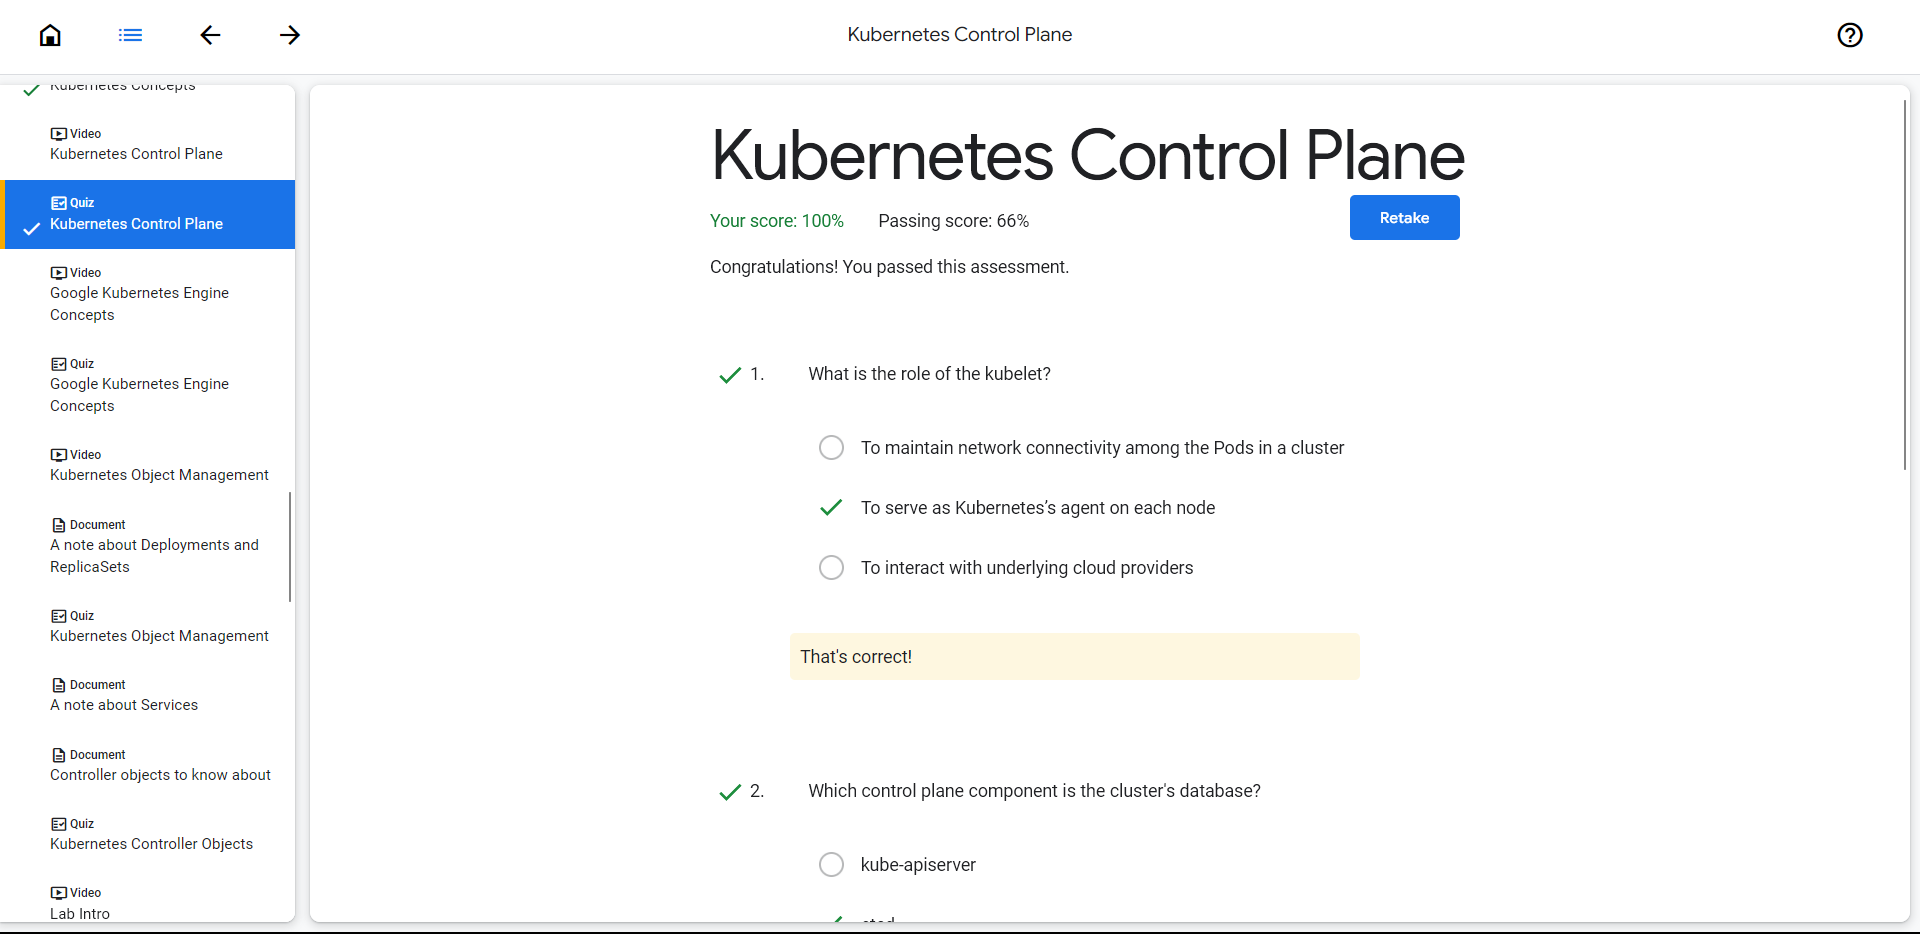 Kubernetes Control Plane
Kubernetes Concepts
Video
Kubernetes Control Plane
Quiz
Kubernetes Control Plane
Video
Google Kubernetes Engine
Concepts
Quiz
Google Kubernetes Engine
Concepts
Video
Kubernetes Object Management
Document
A note about Deployments and
ReplicaSets
Quiz
Kubernetes Object Management
Document
A note about Services
Document
Controller objects to know about
Quiz
Kubernetes Controller Objects
Video
Lab Intro
Kubernetes Control Plane
Your score: 100% Passing score: 66%
Retake
Congratulations! You passed this assessment.
1. What is the role of the kubelet?
To maintain network connectivity among the Pods in a cluster
To serve as Kubernetes’s agent on each node
To interact with underlying cloud providers
That's correct!
2. Which control plane component is the cluster's database?
kube-apiserver
etcd